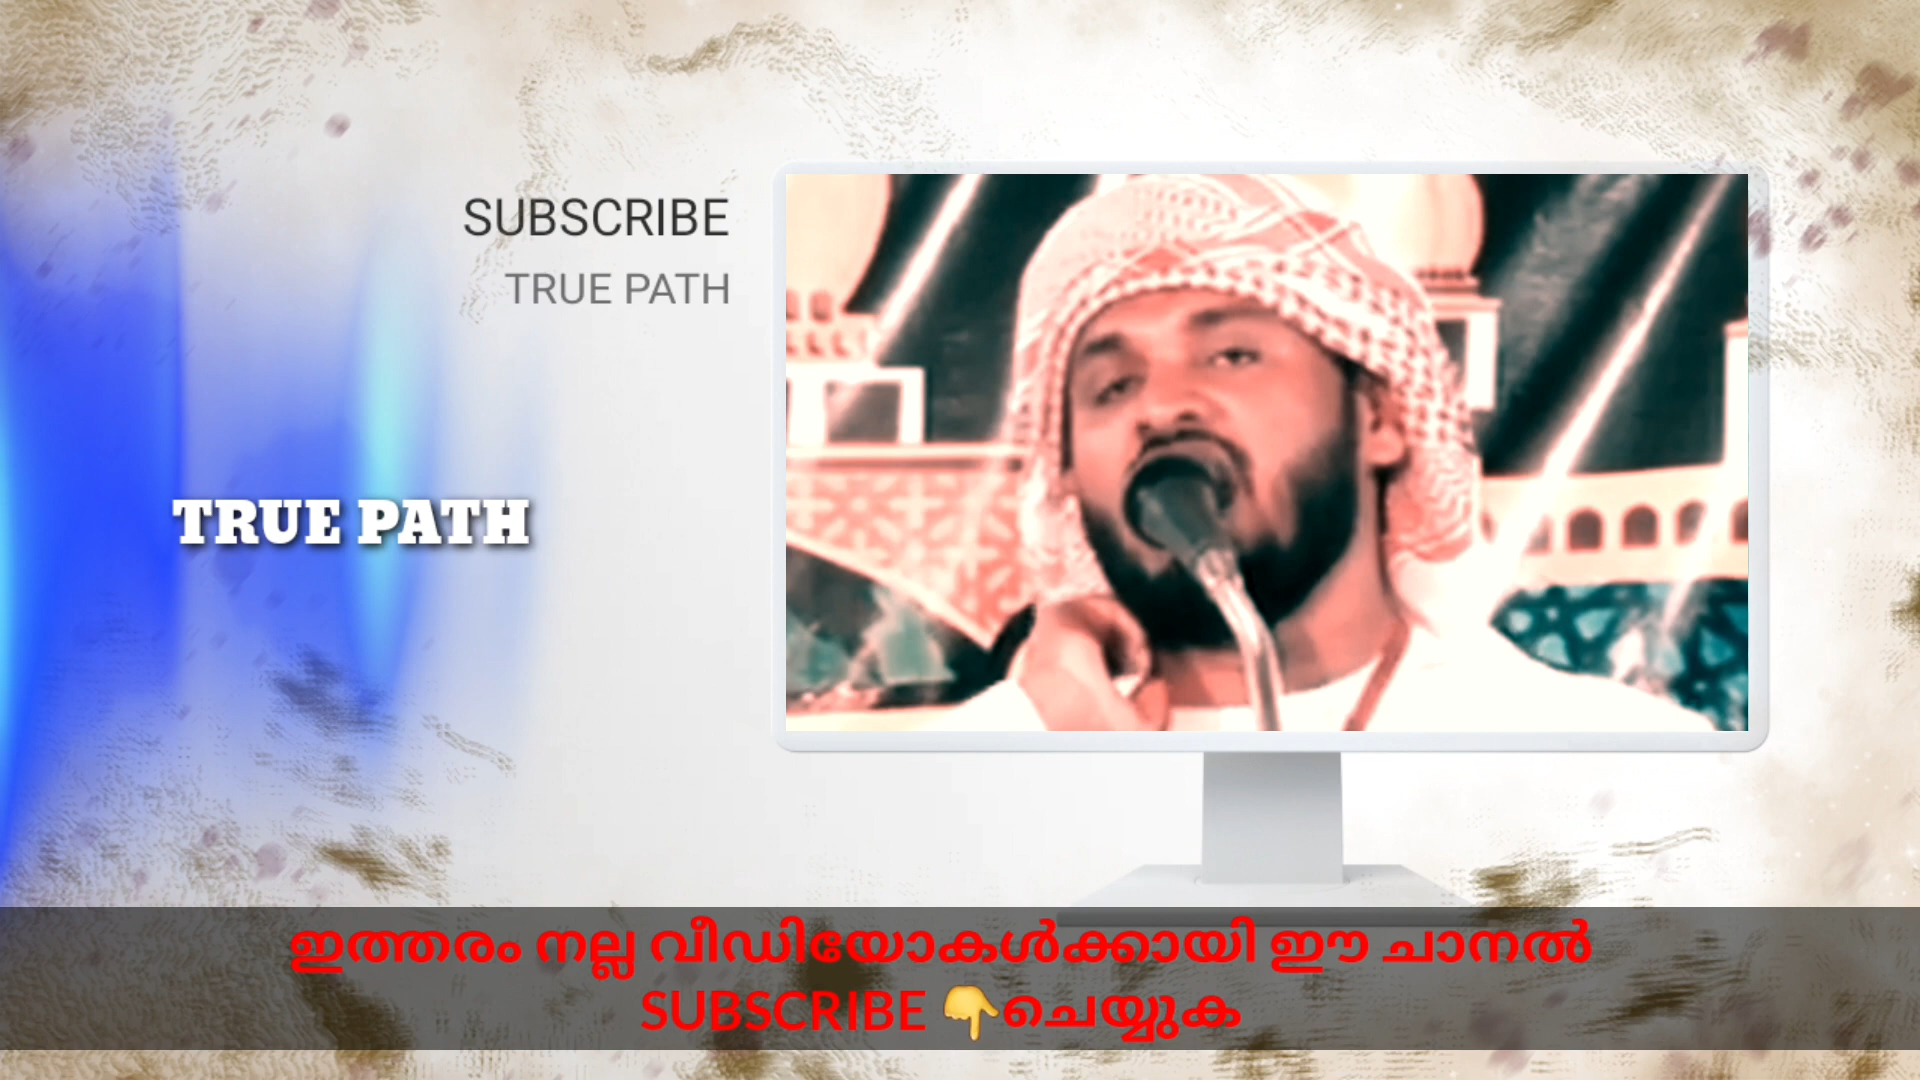 SUBSCRIBE
TRUE PATH
TRUE PATH
ഇത്തരം നല്ല വീഡിയോകൾക്കായി ഈ ചാനൽ
SUBSCRIBE 👇ചെയ്യുക